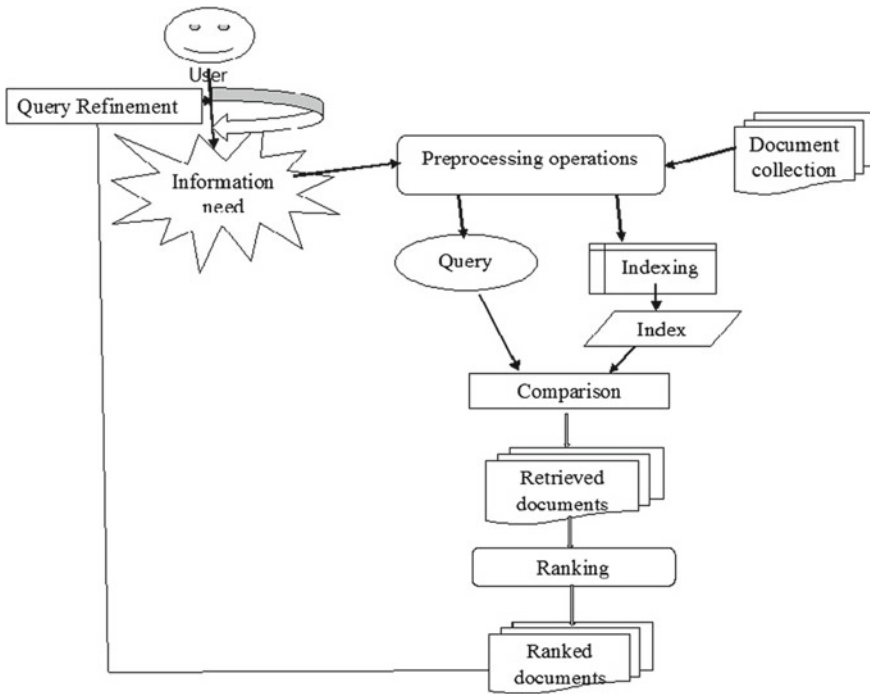 User
Query Refinement
Information
need
Preprocessing operations
Document
collection
Query
Indexing
Index
Comparison
Retrieved
documents
Ranking
Ranked
documents